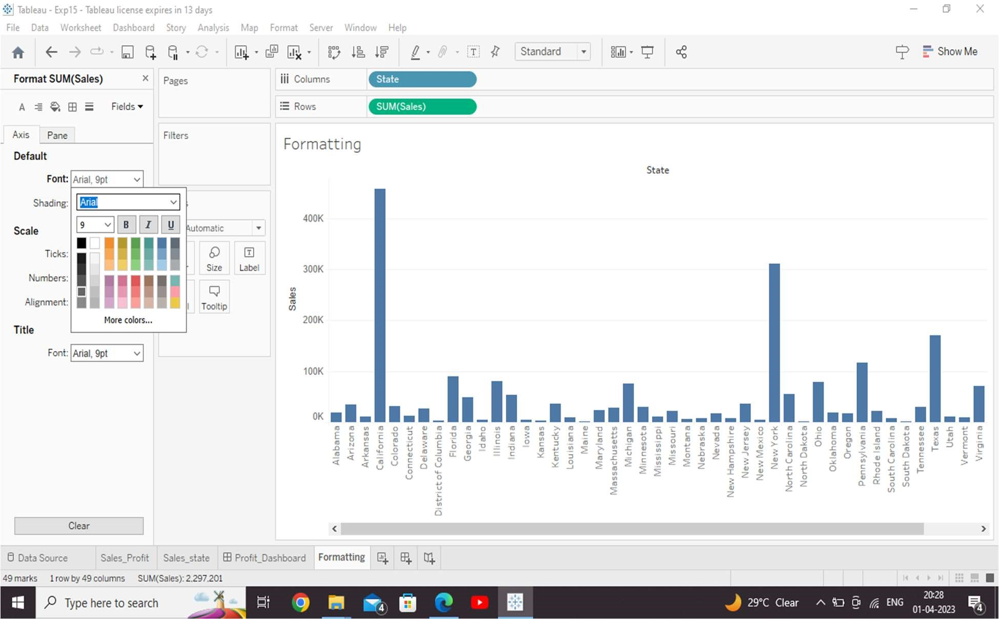 Tableau - Exp15 - Tableau license expires in 13 days
File Data Worksheet Dashboard Story Analysis Map Format Server Window Help
Standard
Show Me
Format SUM(Sales)
Fields
Axis Pane
Default
Font: Arial, 9pt
Shading:
Arial
9 B I U
Scale
Ticks:
Numbers:
Alignment:
More colors...
Title
Font: Arial, 9pt
Clear
Pages
Filters
Automatic
Size Label
Tooltip
Columns State
Rows SUM(Sales)
Formatting
State
Sales
400K
300K
200K
100K
0K
Alabama
Arizona
Arkansas
California
Colorado
Connecticut
Delaware
District of Columbia
Florida
Georgia
Idaho
Illinois
Indiana
Iowa
Kansas
Kentucky
Louisiana
Maine
Maryland
Massachusetts
Michigan
Minnesota
Mississippi
Missouri
Montana
Nebraska
Nevada
New Hampshire
New Jersey
New Mexico
New York
North Carolina
North Dakota
Ohio
Oklahoma
Oregon
Pennsylvania
Rhode Island
South Carolina
South Dakota
Tennessee
Texas
Utah
Vermont
Virginia
Data Source Sales_Profit Sales_state Profit_Dashboard Formatting
49 marks 1 row by 49 columns SUM(Sales): 2,297,201
Type here to search
4
29°C Clear
ENG
20:28
01-04-2023
4